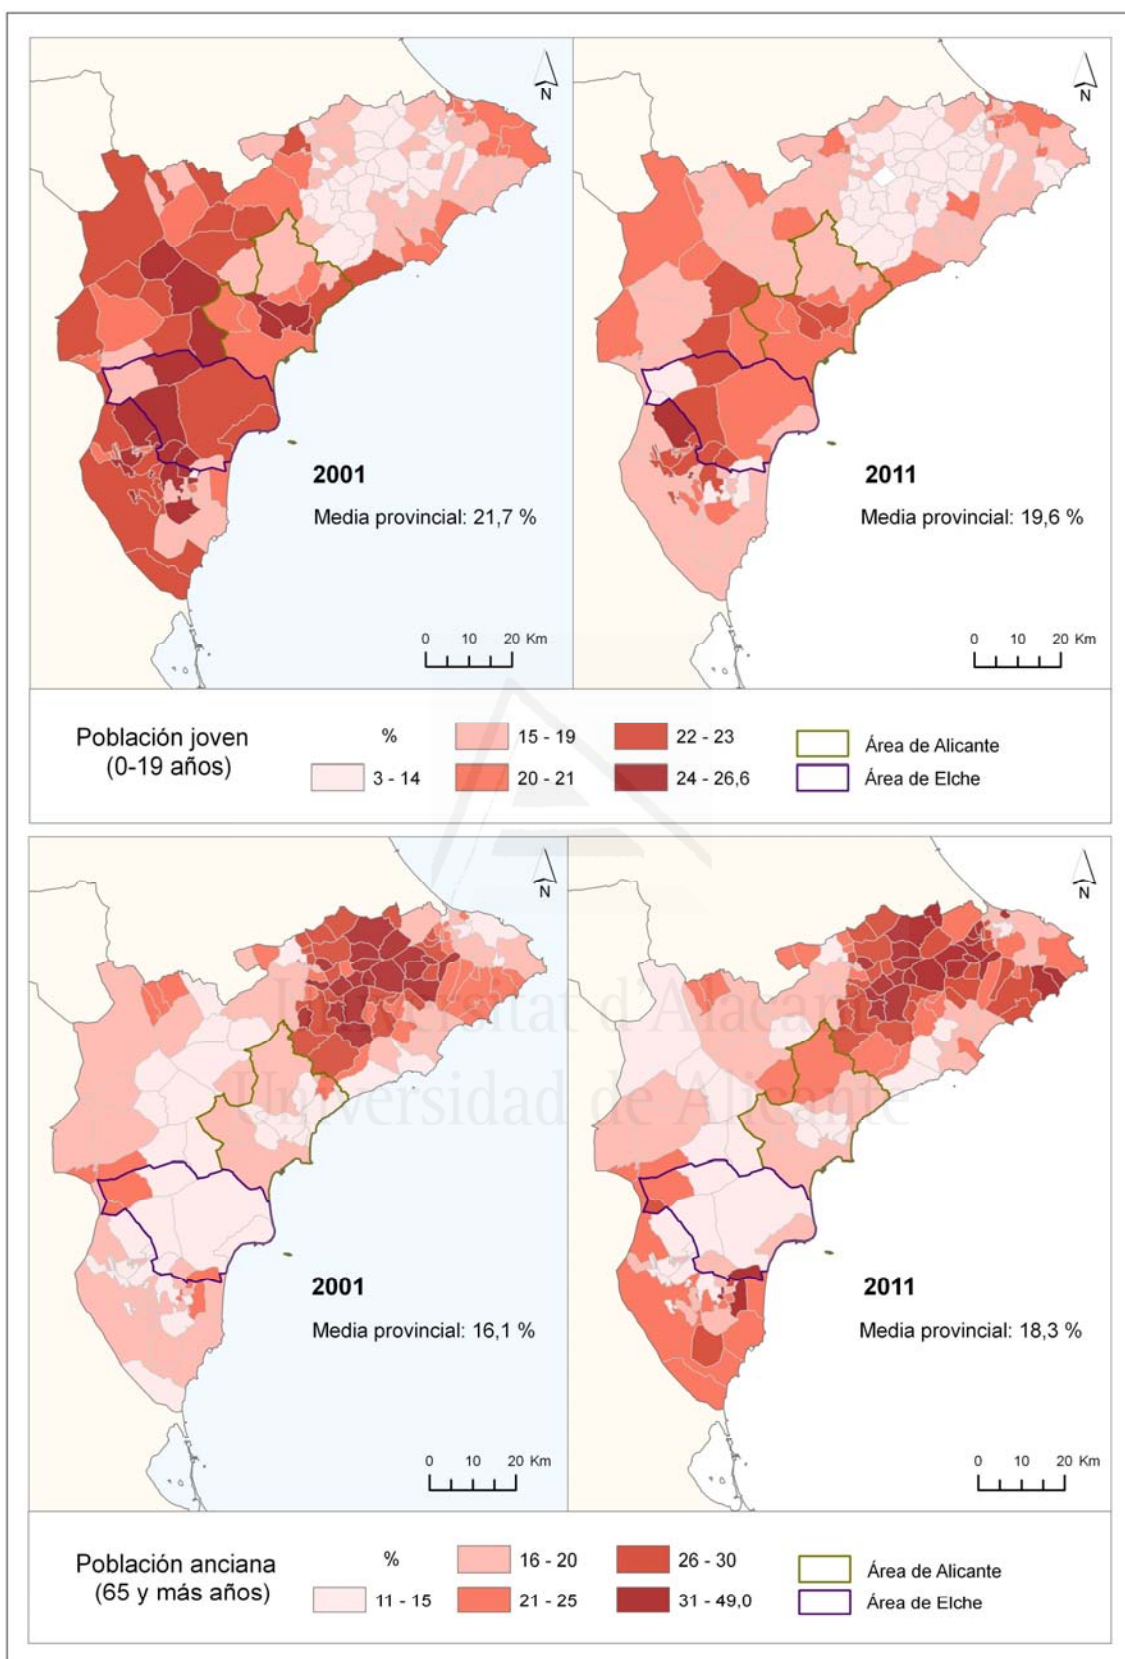 N
N
2001
2011
Media provincial: 21,7 %
Media provincial: 19,6 %
0 10 20 Km
0 10 20 Km
Población joven
(0-19 años)
%
3 - 14
15 - 19
20 - 21
22 - 23
24 - 26,6
Área de Alicante
Área de Elche
N
N
Universitat d'Alacant
Universidad de Alicante
2001
2011
Media provincial: 16,1 %
Media provincial: 18,3 %
0 10 20 Km
0 10 20 Km
Población anciana
(65 y más años)
%
11 - 15
16 - 20
21 - 25
26 - 30
31 - 49,0
Área de Alicante
Área de Elche